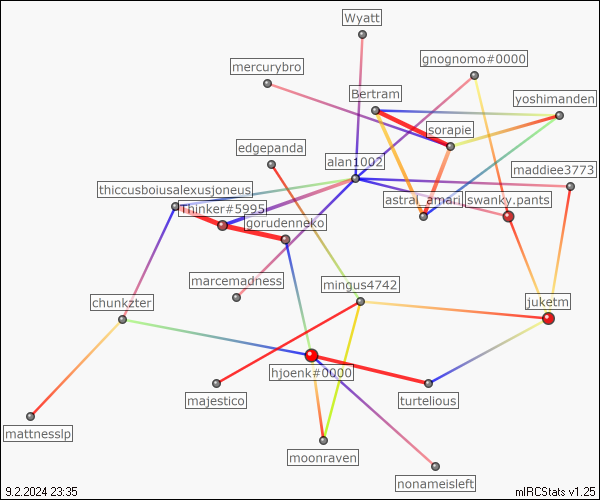 Wyatt
gnognomo#0000
mercurybro
Bertram
yoshimanden
sorapie
edgepanda
alan1002
maddiee3773
thiccusboiusalexusjoneus
astral_amari
swanky.pants
Thinker#5995
gorudenneko
marcemadness
mingus4742
chunkzter
juketm
hjoenk#0000
majestico
turtelious
mattnesslp
moonraven
nonameisleft
9.2.2024 23:35
mIRCStats v1.25